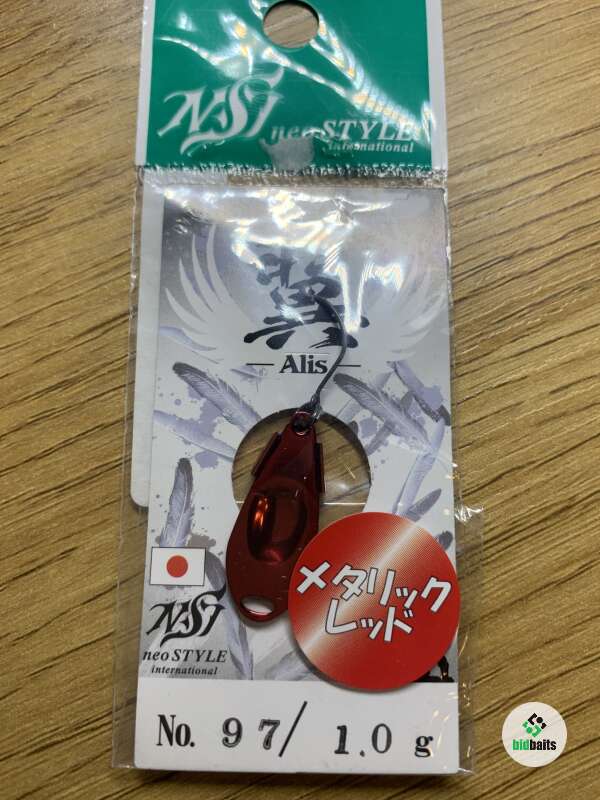 NSI
neo STYLE
international
翼
— Alis —
メタリック
レッド
NSI
neo STYLE
international
No. 97/ 1.0 g
bidbaits